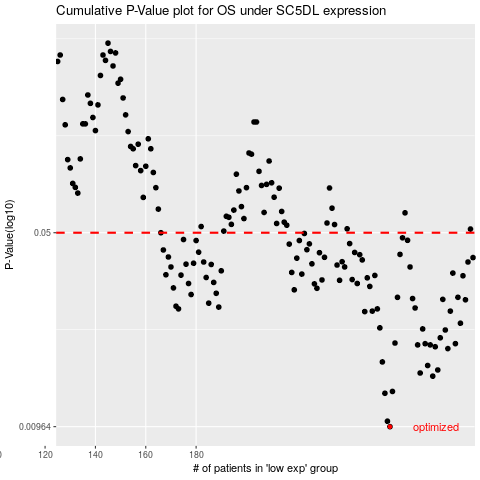 Cumulative P-Value plot for OS under SC5DL expression
P-Value(log10)
0.05
0.00964
optimized
0 120 140 160 180
# of patients in 'low exp' group